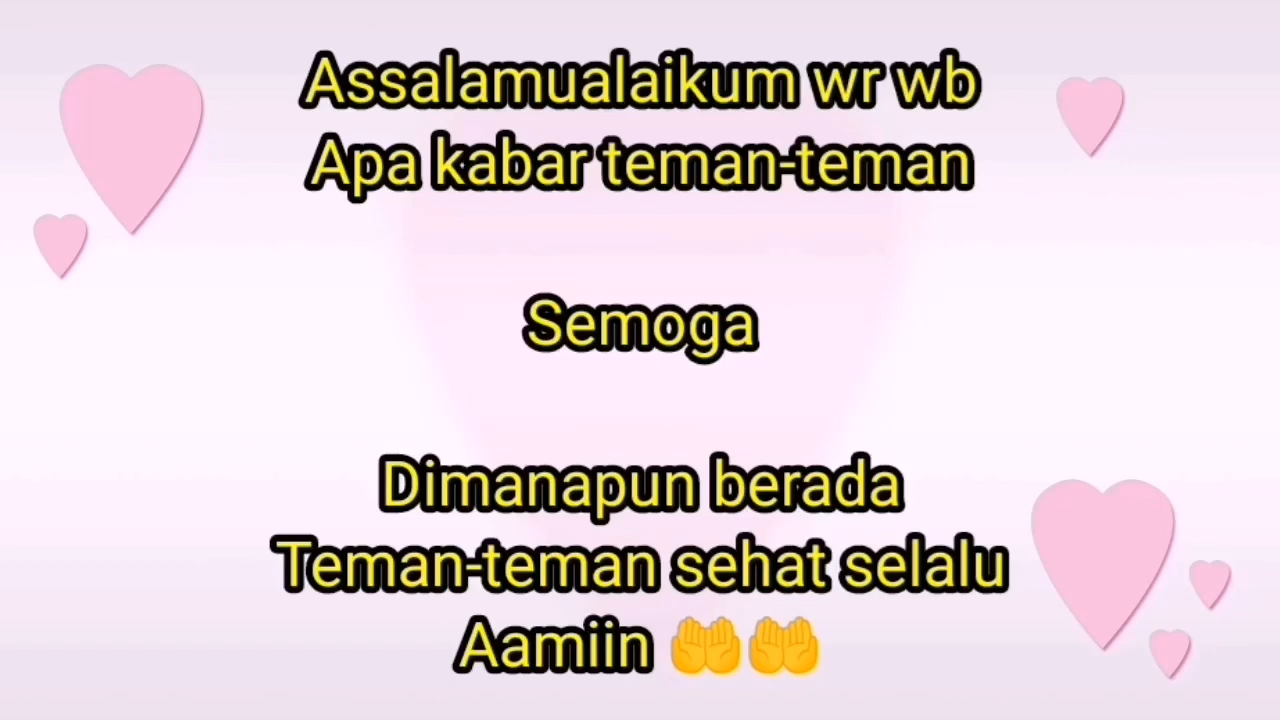 Assalamualaikum wr wb
Apa kabar teman-teman
Semoga
Dimanapun berada
Teman-teman sehat selalu
Aamiin 🤲🤲